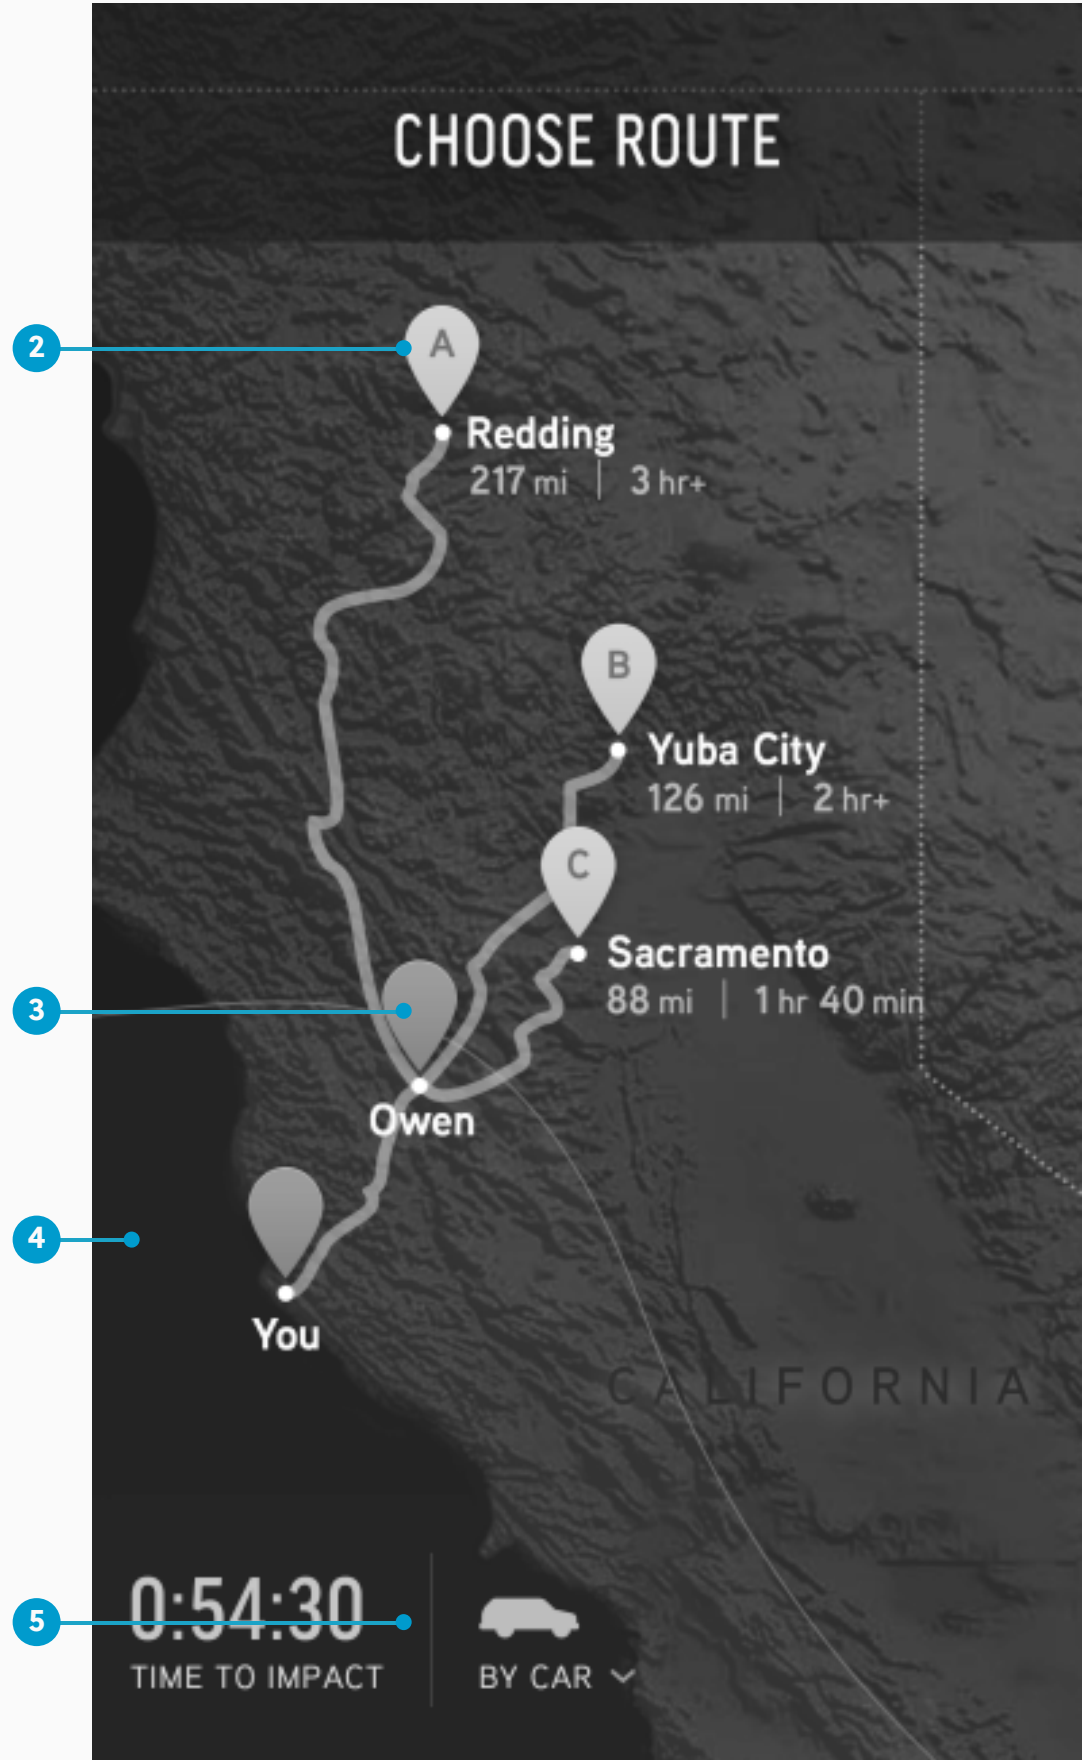 CHOOSE ROUTE
2
A
Redding
217 mi | 3 hr+
B
Yuba City
126 mi | 2 hr+
C
Sacramento
88 mi | 1 hr 40 min
3
Owen
4
You
CALIFORNIA
5
0:54:30
TIME TO IMPACT
BY CAR